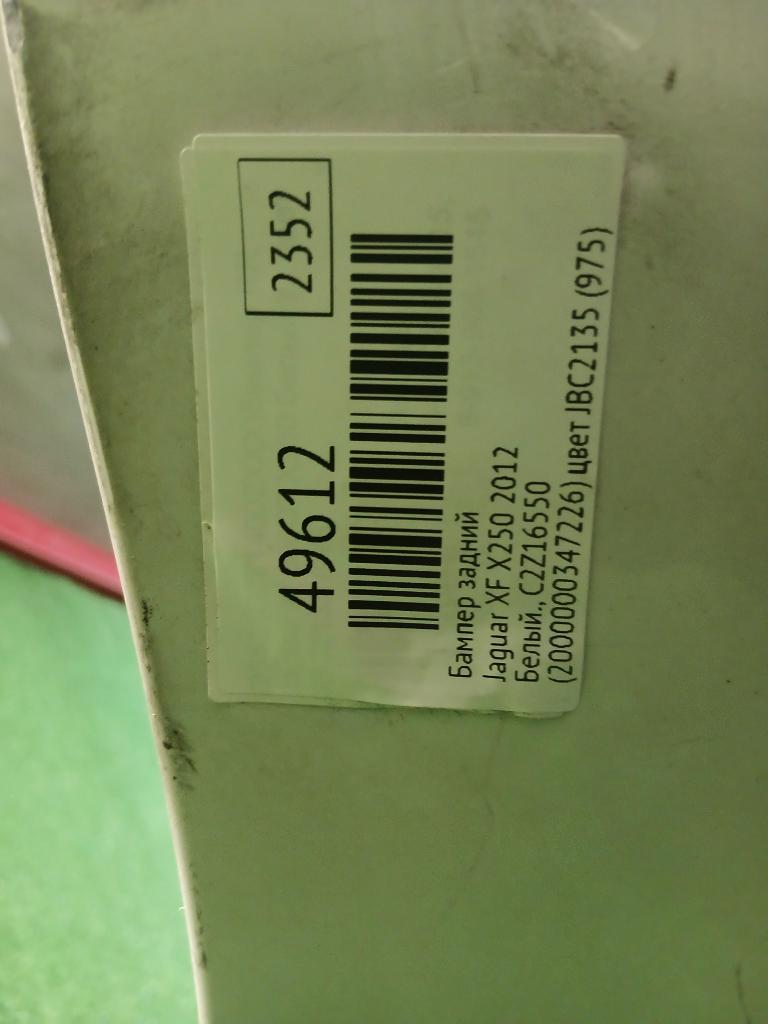 49612
2352
Бампер задний
Jaguar XF X250 2012
Белый., C2Z16550
(2000000347226) цвет JBC2135 (975)